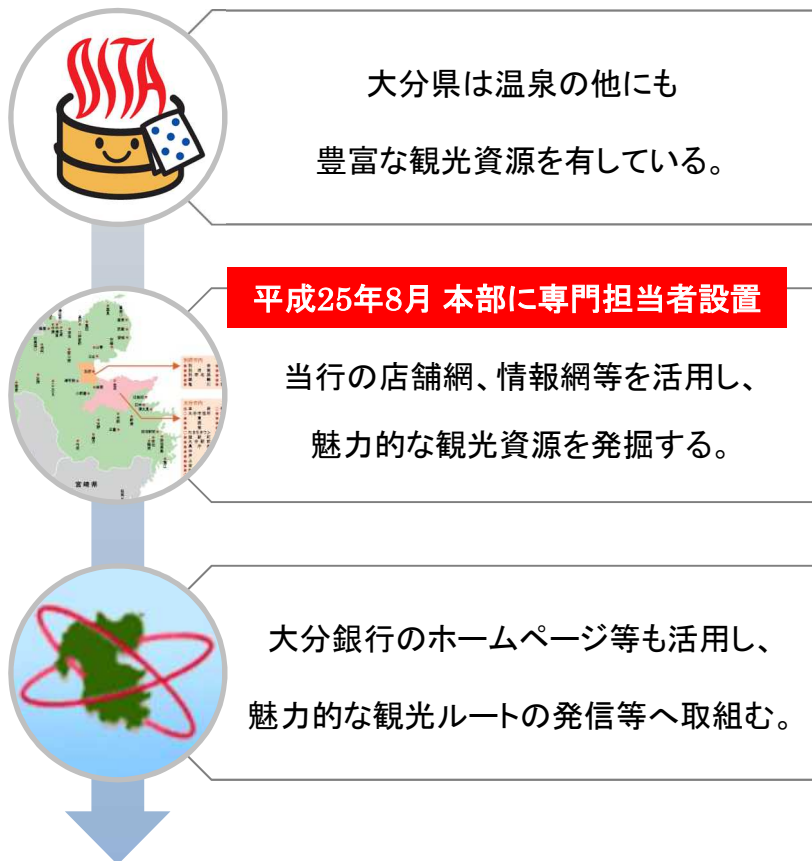 OITA
大分県は温泉の他にも
豊富な観光資源を有している。
平成25年8月 本部に専門担当者設置
当行の店舗網、情報網等を活用し、
魅力的な観光資源を発掘する。
宮崎県
大分銀行のホームページ等も活用し、
魅力的な観光ルートの発信等へ取組む。